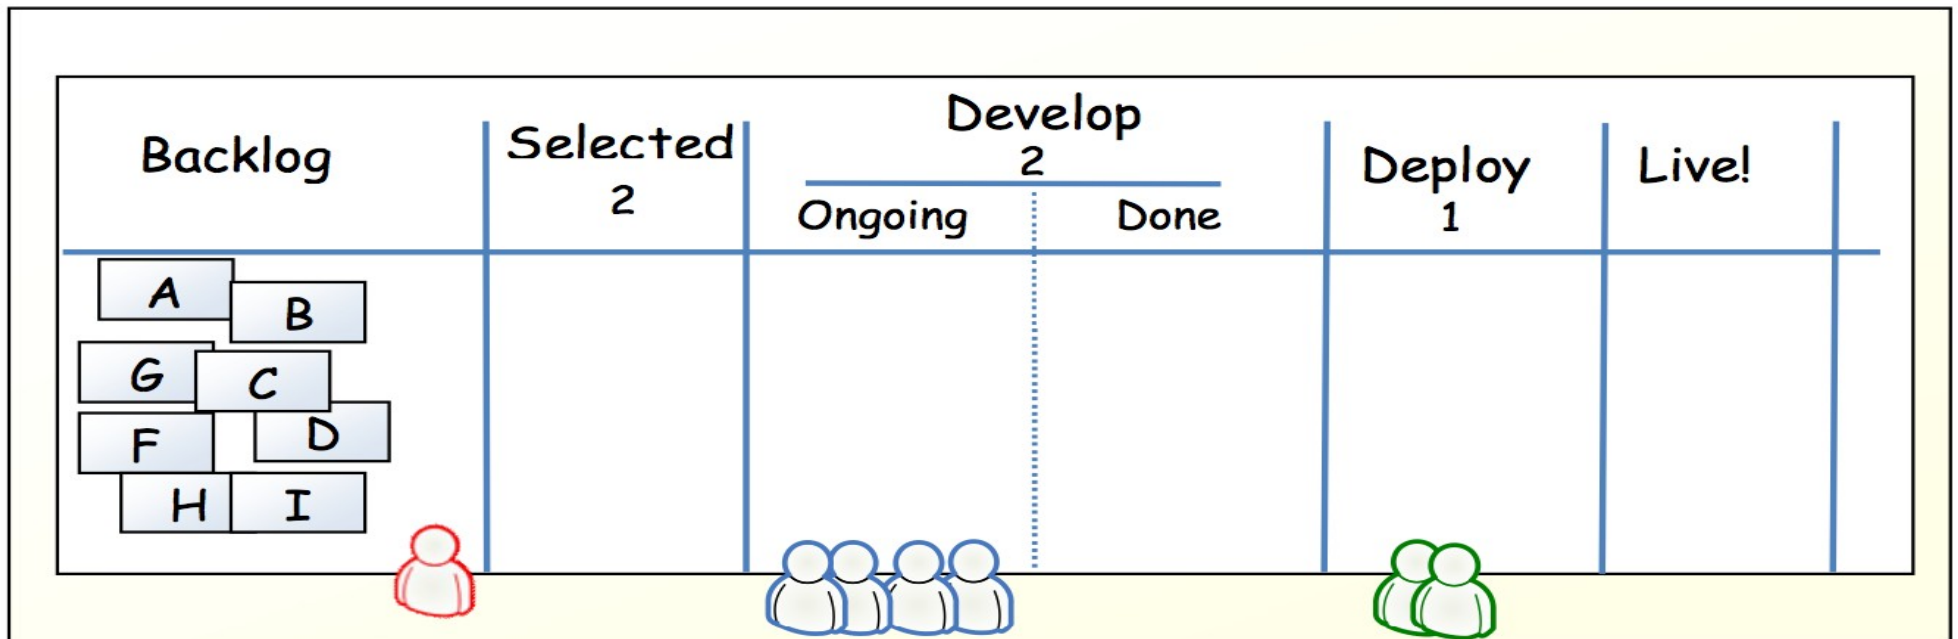 Backlog
Selected
2
Develop
2
Ongoing
Done
Deploy
1
Live!
A
B
G
C
F
D
H
I